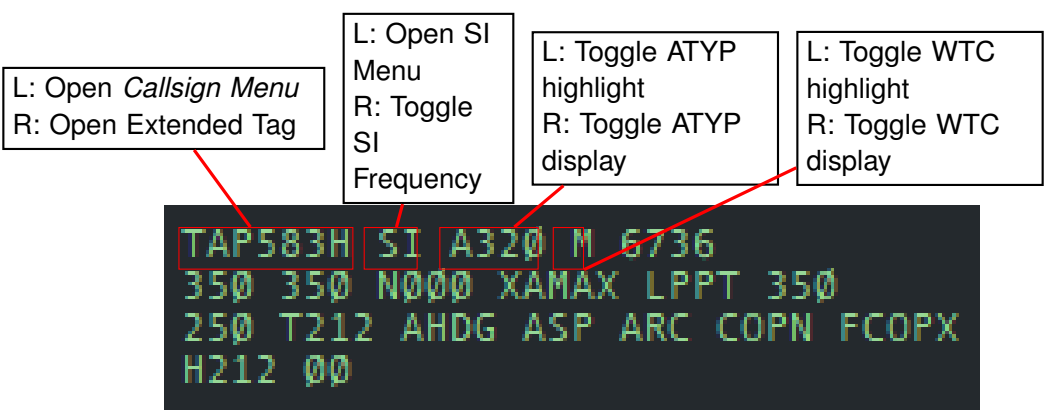 L: Open Callsign Menu
R: Open Extended Tag
L: Open SI
Menu
R: Toggle
SI
Frequency
L: Toggle ATYP
highlight
R: Toggle ATYP
display
L: Toggle WTC
highlight
R: Toggle WTC
display
TAP583H SI A320 M 6736
350 350 N000 XAMAX LPPT 350
250 T212 AHDG ASP ARC COPN FCOPX
H212 00